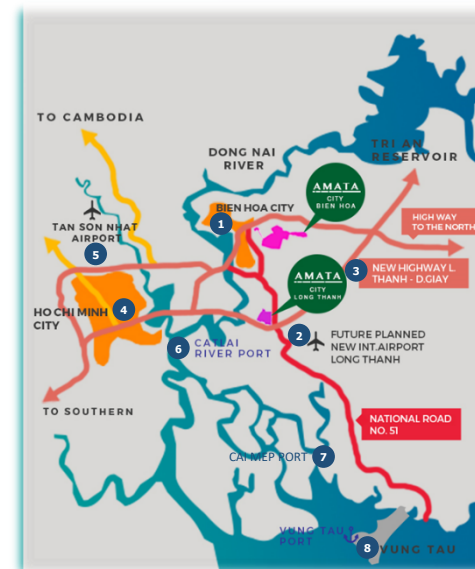 TO CAMBODIA
DONG NAI
RIVER
TRI AN
RESERVOIR
AMATA
CITY
BIEN HOA
BIEN HOA CITY
1
HIGH WAY
TO THE NORTH
TAN SON NHAT
AIRPORT
5
AMATA
CITY
LONG THANH
3
NEW HIGHWAY L.
THANH - D.GIAY
HO CHI MINH
CITY
4
2
FUTURE PLANNED
NEW INT.AIRPORT
LONG THANH
6
CATLAI
RIVER PORT
TO SOUTHERN
NATIONAL ROAD
NO. 51
CAI MEP PORT
7
VUNG TAU
PORT
8
VUNG TAU